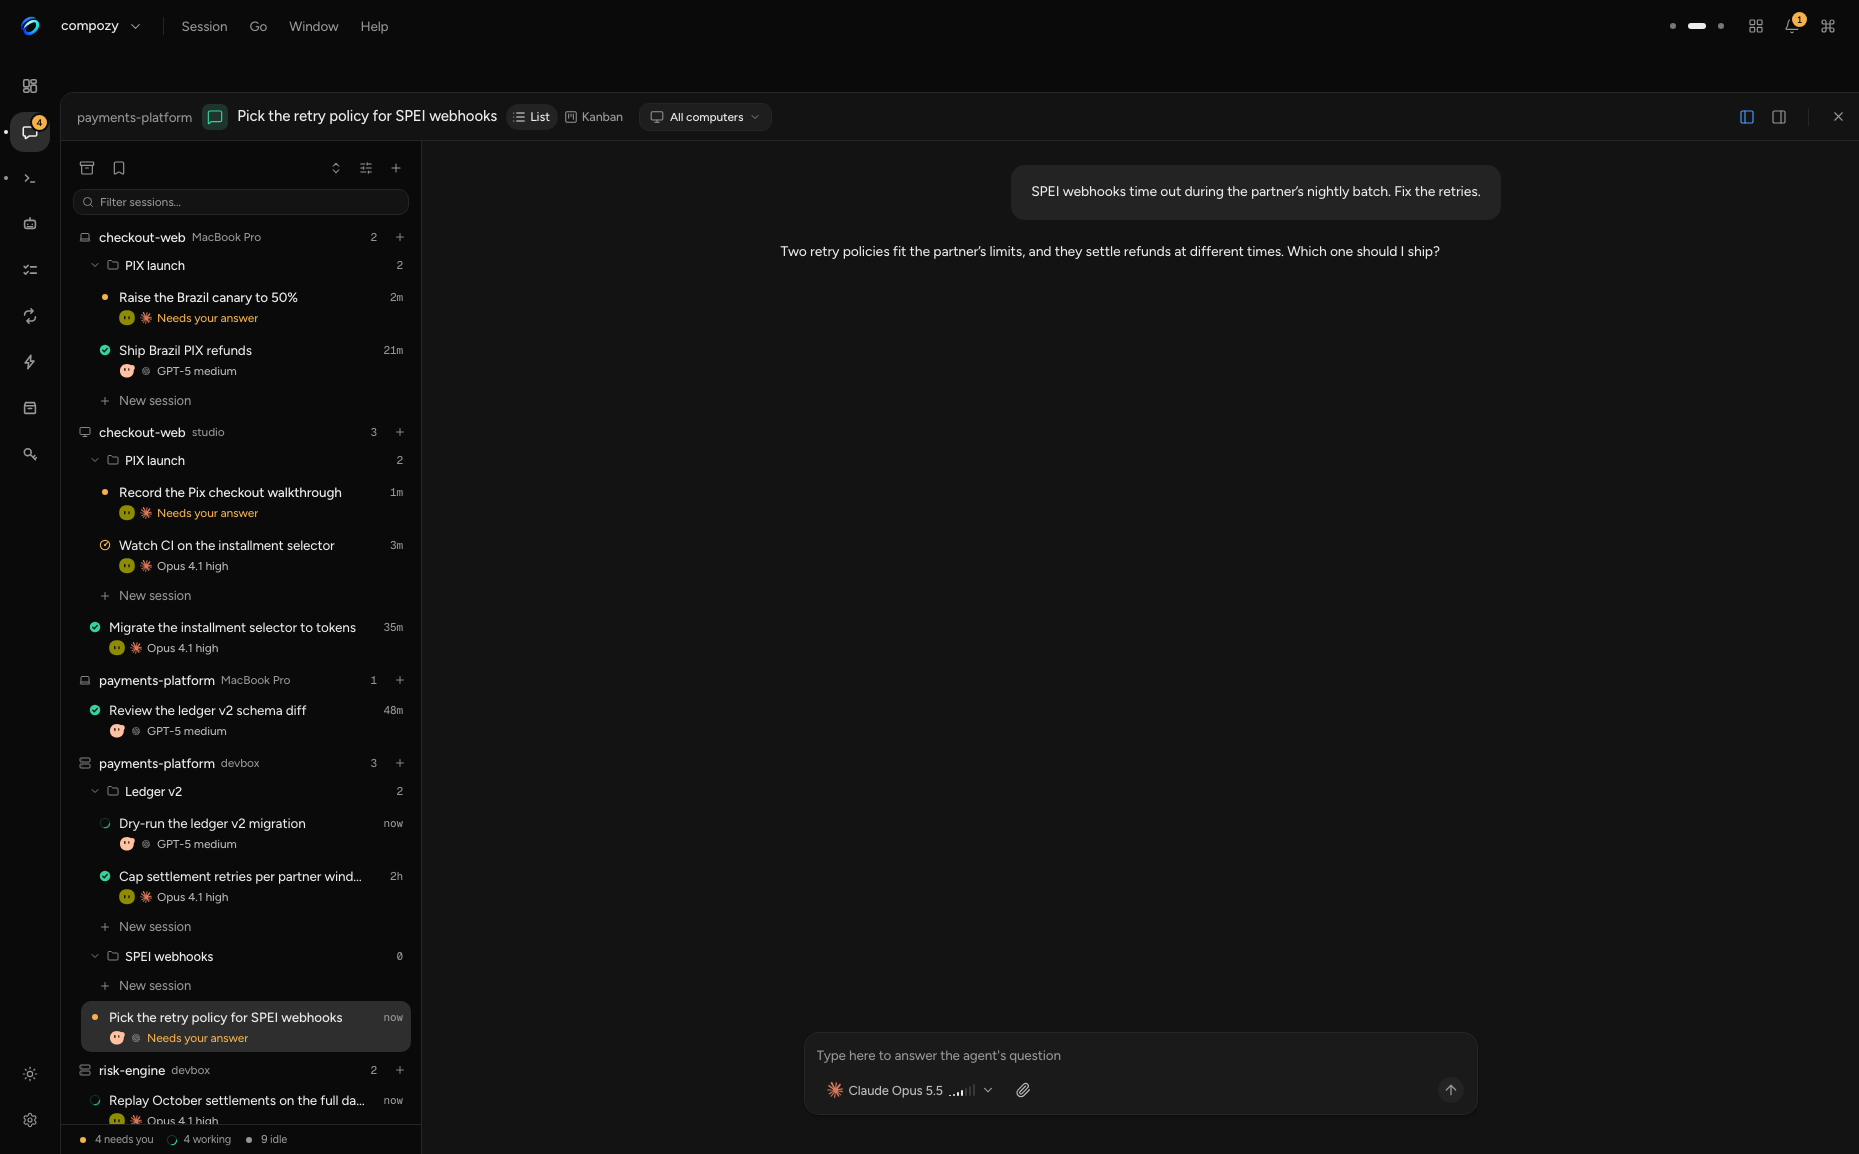 compozy Session Go Window Help 1
4
payments-platform Pick the retry policy for SPEI webhooks List Kanban All computers
Filter sessions...
checkout-web MacBook Pro 2
PIX launch 2
Raise the Brazil canary to 50% 2m
Needs your answer
Ship Brazil PIX refunds 21m
GPT-5 medium
New session
checkout-web studio 3
PIX launch 2
Record the Pix checkout walkthrough 1m
Needs your answer
Watch CI on the installment selector 3m
Opus 4.1 high
New session
Migrate the installment selector to tokens 35m
Opus 4.1 high
payments-platform MacBook Pro 1
Review the ledger v2 schema diff 48m
GPT-5 medium
payments-platform devbox 3
Ledger v2 2
Dry-run the ledger v2 migration now
GPT-5 medium
Cap settlement retries per partner wind... 2h
Opus 4.1 high
New session
SPEI webhooks 0
New session
Pick the retry policy for SPEI webhooks now
Needs your answer
risk-engine devbox 2
Replay October settlements on the full da... now
Opus 4.1 high
4 needs you 4 working 9 idle
SPEI webhooks time out during the partner’s nightly batch. Fix the retries.
Two retry policies fit the partner’s limits, and they settle refunds at different times. Which one should I ship?
Type here to answer the agent's question
Claude Opus 5.5